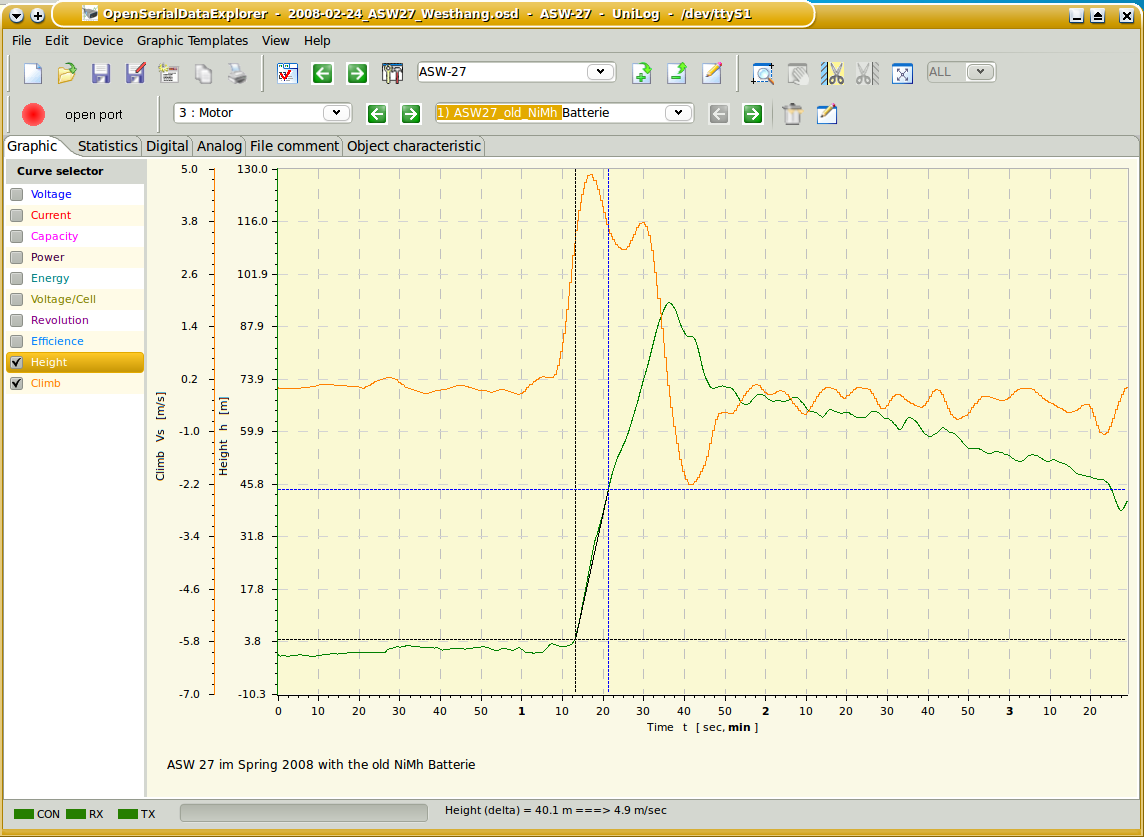 OpenSerialDataExplorer - 2008-02-24_ASW27_Westhang.osd - ASW-27 - UniLog - /dev/ttyS1
File Edit Device Graphic Templates View Help
ASW-27
ALL
open port
3 : Motor
1) ASW27_old_NiMh Batterie
Graphic Statistics Digital Analog File comment Object characteristic
Curve selector
Voltage
Current
Capacity
Power
Energy
Voltage/Cell
Revolution
Efficience
Height
Climb
5.0 130.0
3.8 116.0
2.6 101.9
1.4 87.9
0.2 73.9
-1.0 59.9
-2.2 45.8
-3.4 31.8
-4.6 17.8
-5.8 3.8
-7.0 -10.3
Climb Vs [m/s]
Height h [m]
0 10 20 30 40 50 1 10 20 30 40 50 2 10 20 30 40 50 3 10 20
Time t [ sec, min ]
ASW 27 im Spring 2008 with the old NiMh Batterie
CON RX TX
Height (delta) = 40.1 m ===> 4.9 m/sec